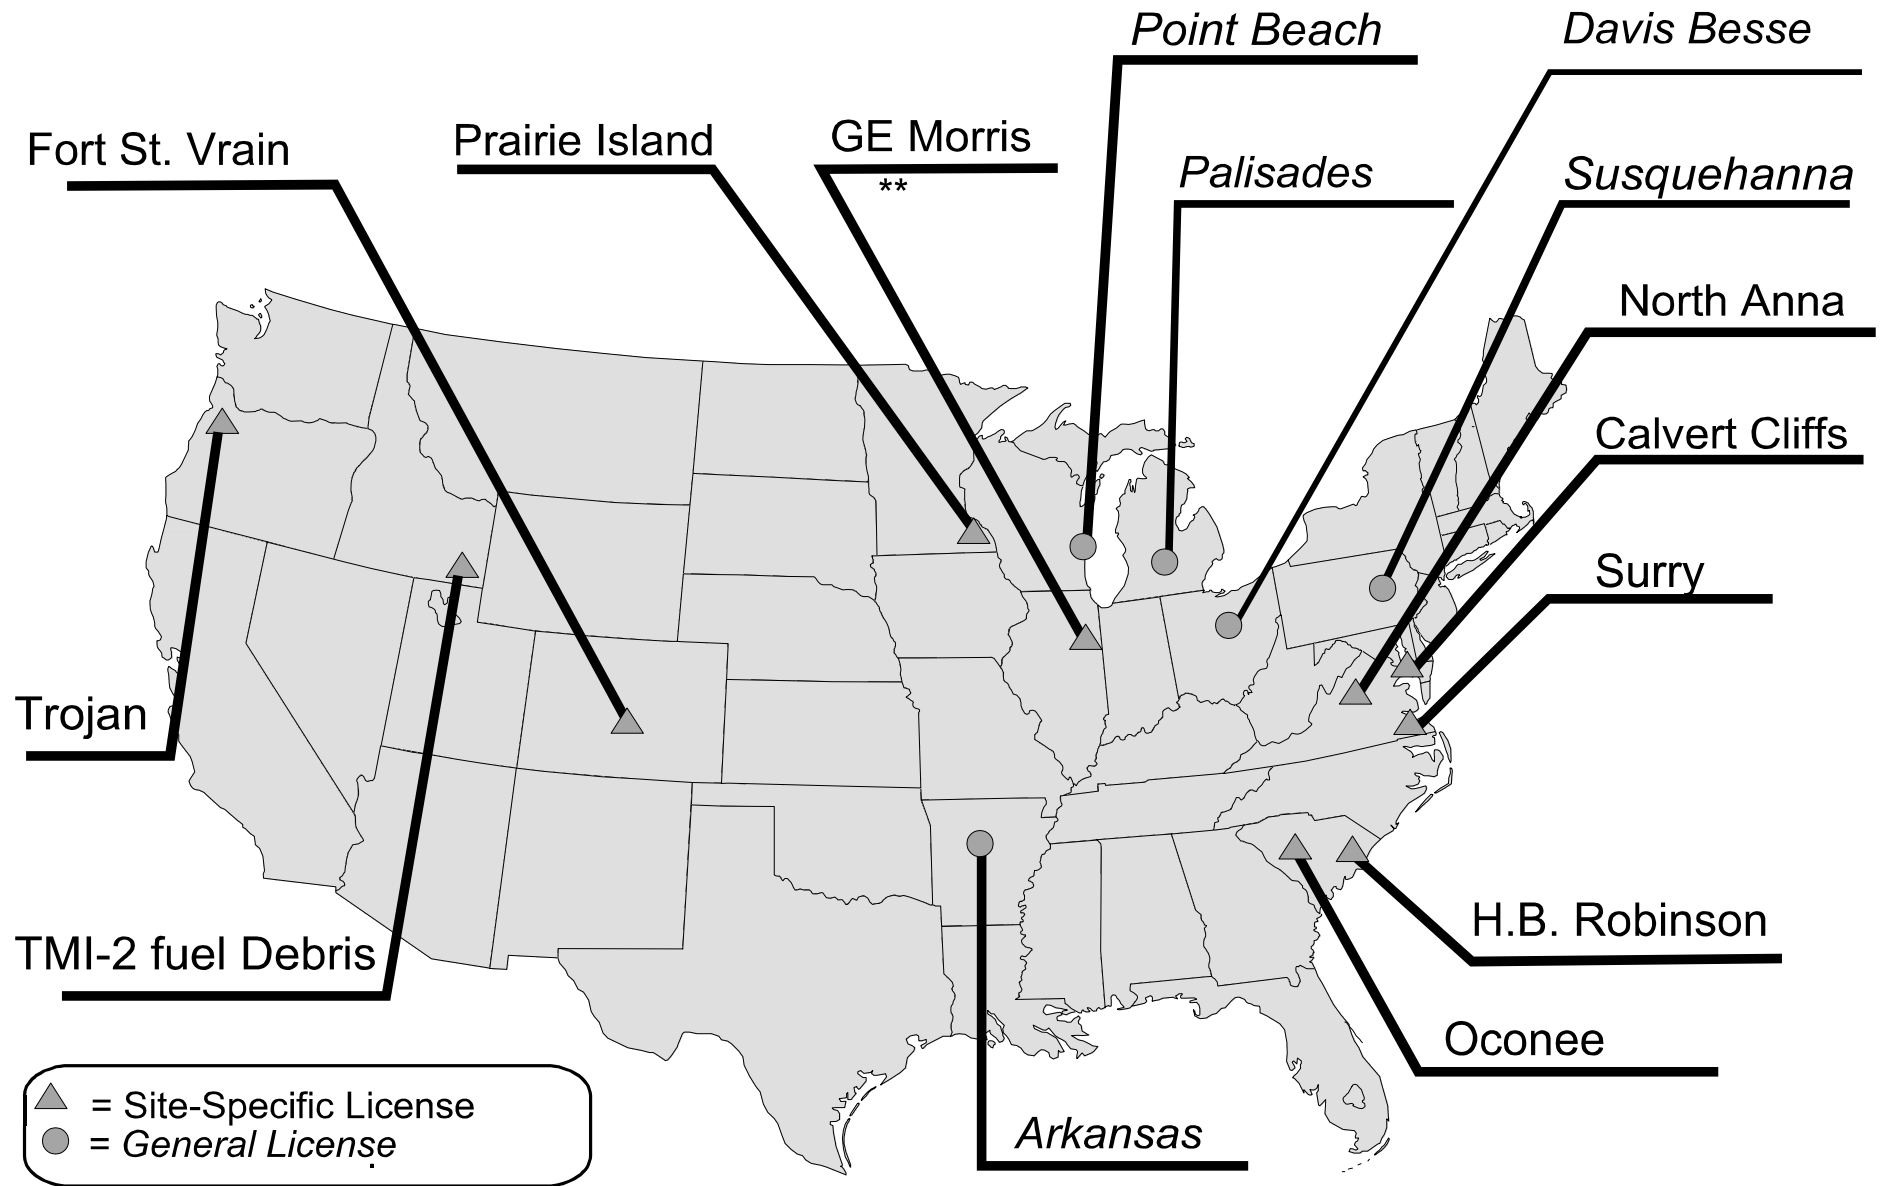 Point Beach
Davis Besse
Fort St. Vrain
Prairie Island
GE Morris
**
Palisades
Susquehanna
North Anna
Calvert Cliffs
Surry
Trojan
H.B. Robinson
TMI-2 fuel Debris
Oconee
= Site-Specific License
= General License
.
Arkansas